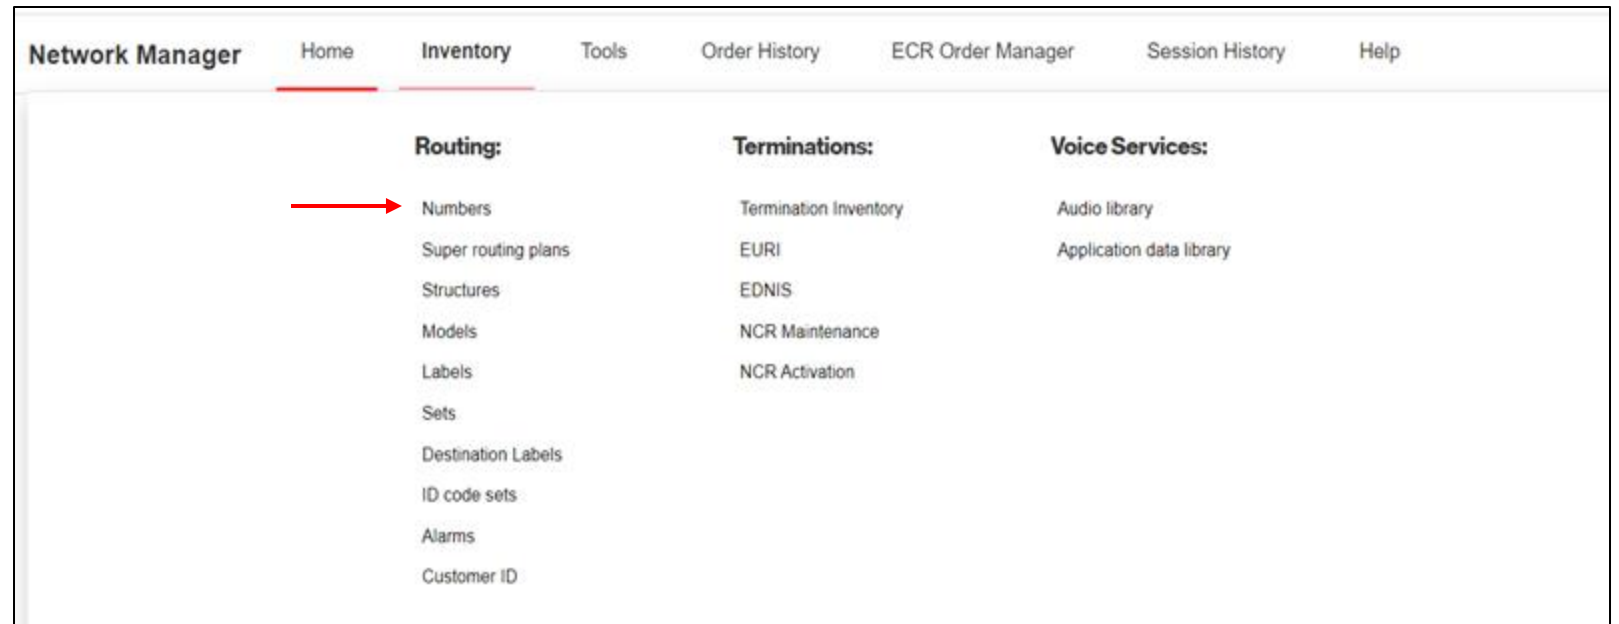 Network Manager Home Inventory Tools Order History ECR Order Manager Session History Help
Routing:
Numbers
Super routing plans
Structures
Models
Labels
Sets
Destination Labels
ID code sets
Alarms
Customer ID
Terminations:
Termination Inventory
EURI
EDNIS
NCR Maintenance
NCR Activation
Voice Services:
Audio library
Application data library